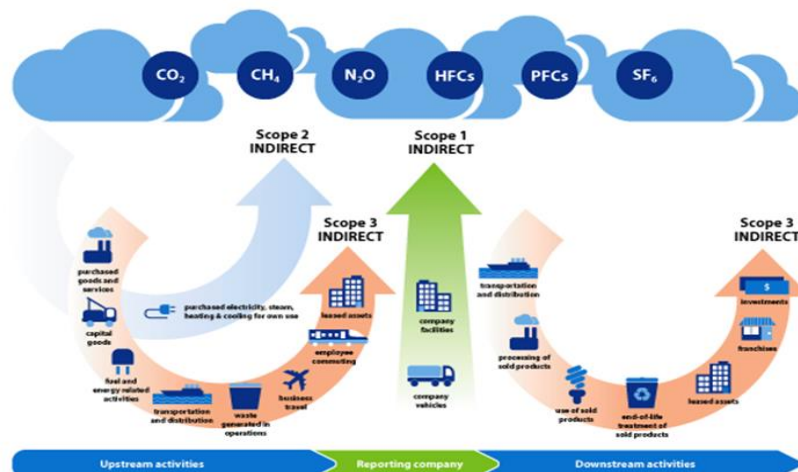 CO₂
CH₄
N₂O
HFCs
PFCs
SF₆
Scope 2
INDIRECT
Scope 1
INDIRECT
Scope 3
INDIRECT
Scope 3
INDIRECT
purchased
goods and
services
capital
goods
fuel and
energy related
activities
transportation
and distribution
waste
generated in
operations
business
travel
employee
commuting
leased assets
purchased electricity, steam,
heating & cooling for own use
company
facilities
company
vehicles
transportation
and distribution
processing of
sold products
use of sold
products
end-of-life
treatment of
sold products
leased assets
franchises
$
investments
Upstream activities
Reporting company
Downstream activities